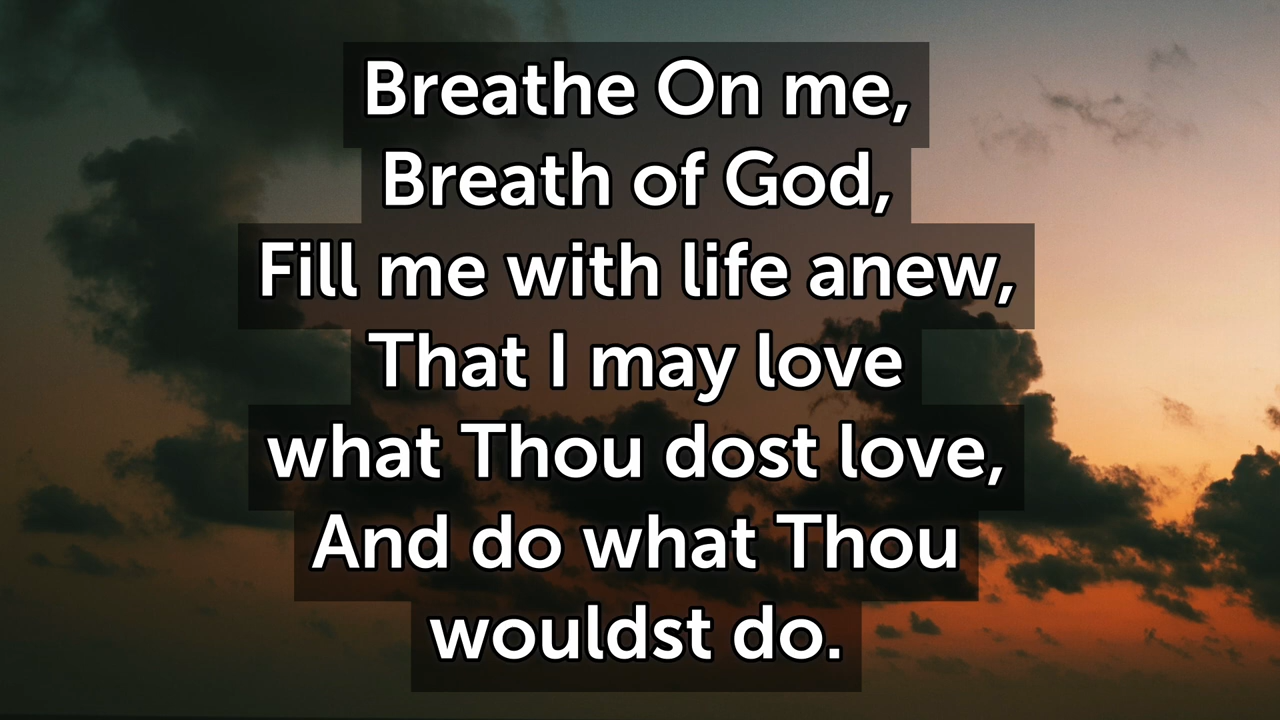 Breathe On me,
Breath of God,
Fill me with life anew,
That I may love
what Thou dost love,
And do what Thou
wouldst do.